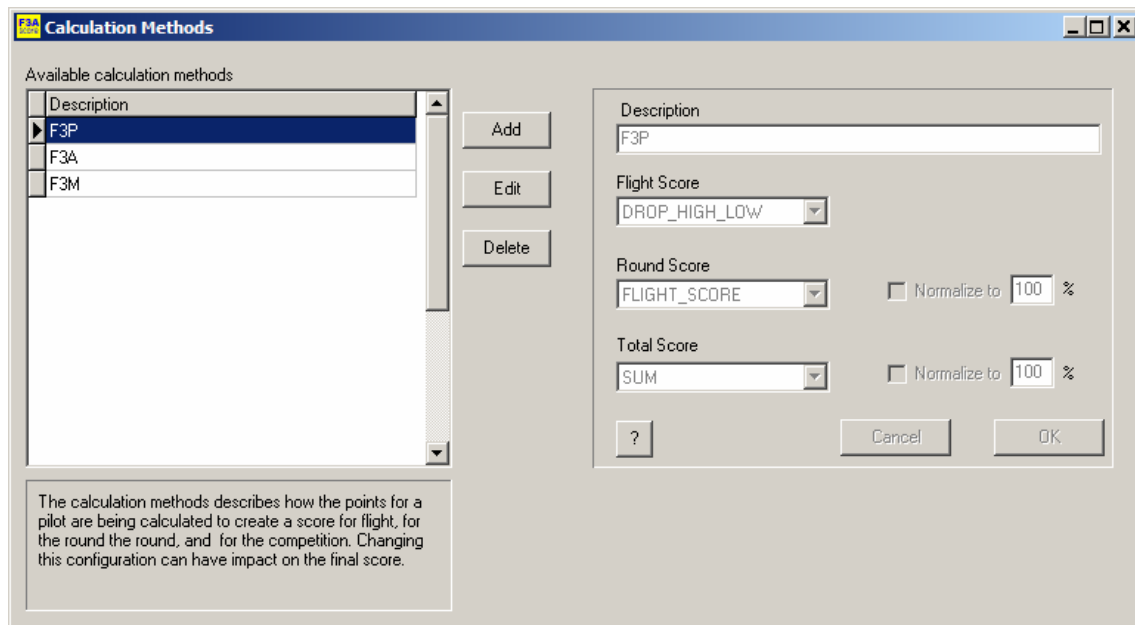 F3A
SCORE
Calculation Methods
Available calculation methods
Description
F3P
F3A
F3M
Add
Edit
Delete
The calculation methods describes how the points for a
pilot are being calculated to create a score for flight, for
the round the round, and  for the competition. Changing
this configuration can have impact on the final score.
Description
F3P
Flight Score
DROP_HIGH_LOW
Round Score
FLIGHT_SCORE
Normalize to 100 %
Total Score
SUM
Normalize to 100 %
?
Cancel
OK